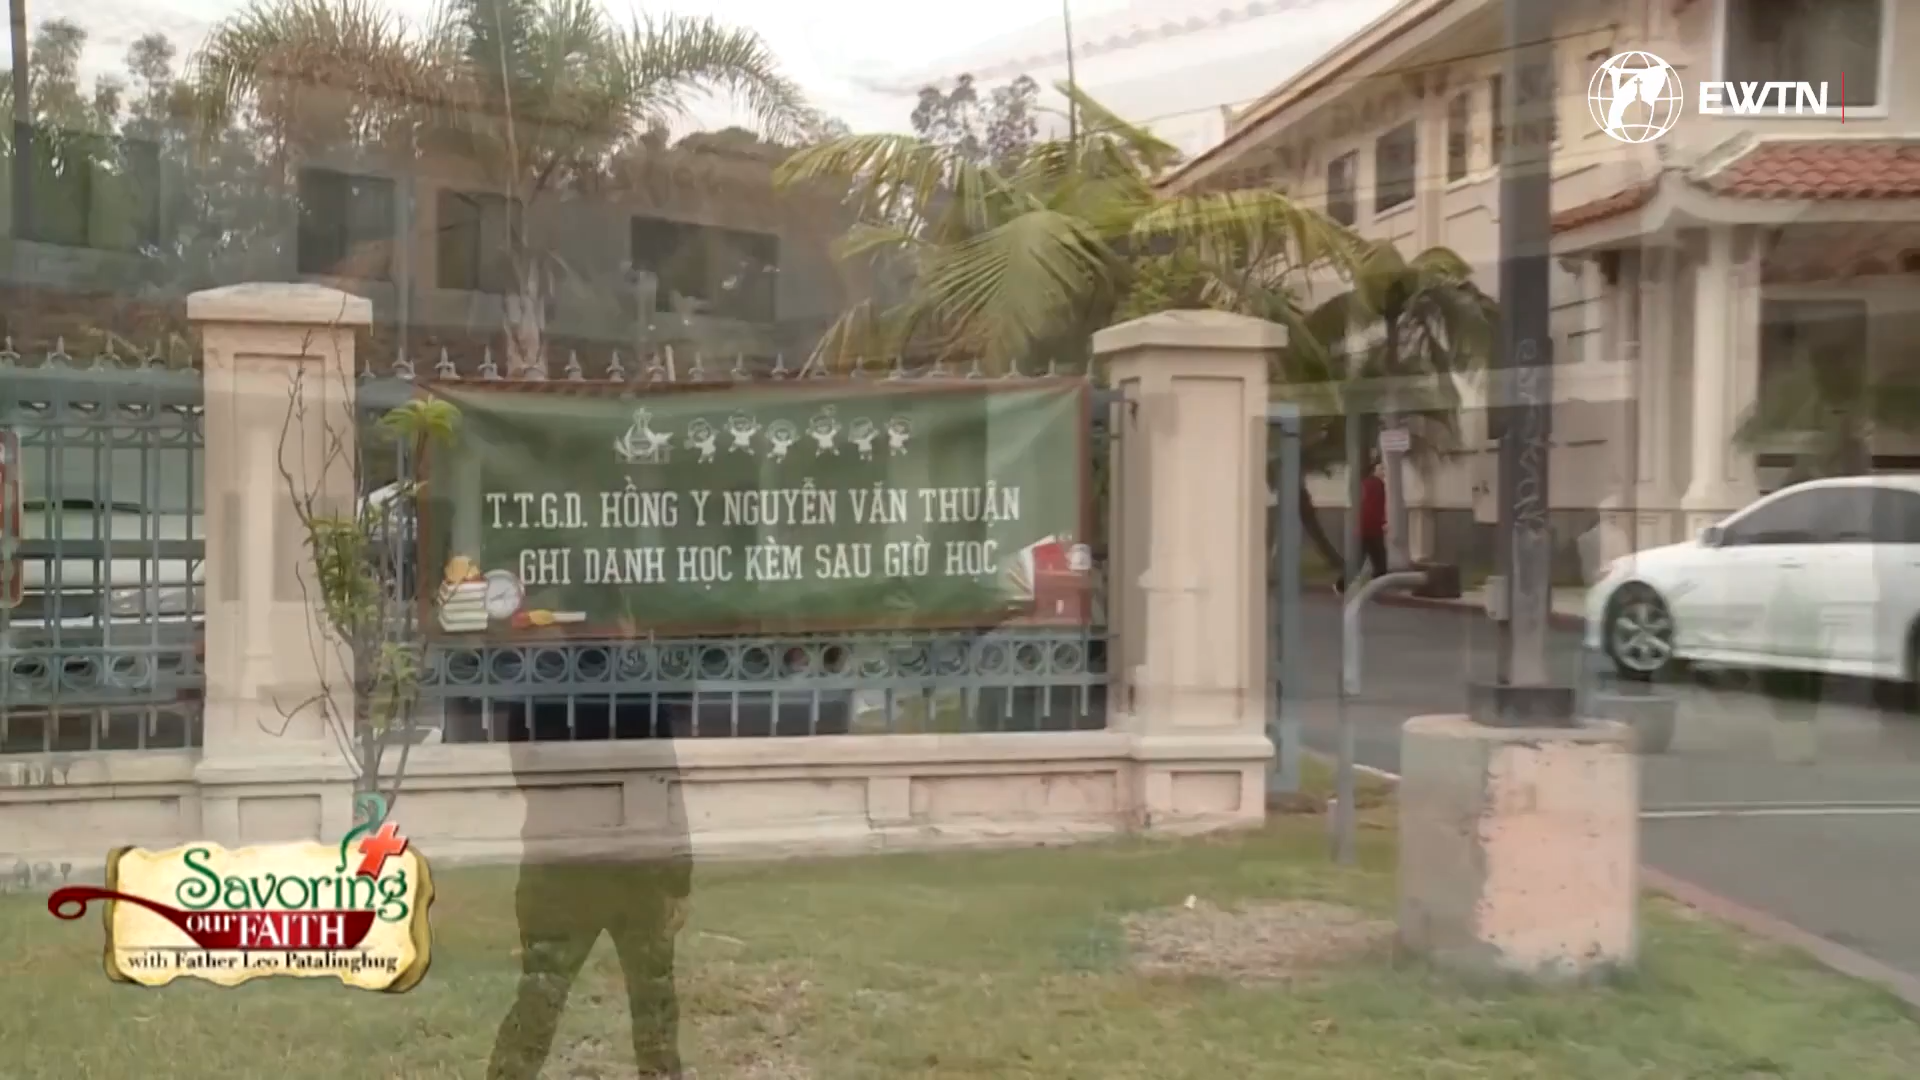 EWTN
T.T.G.D. HỒNG Y NGUYỄN VĂN THUẬN
GHI DANH HỌC KÈM SAU GIỜ HỌC
Savoring
our FAITH
with Father Leo Patalinghug